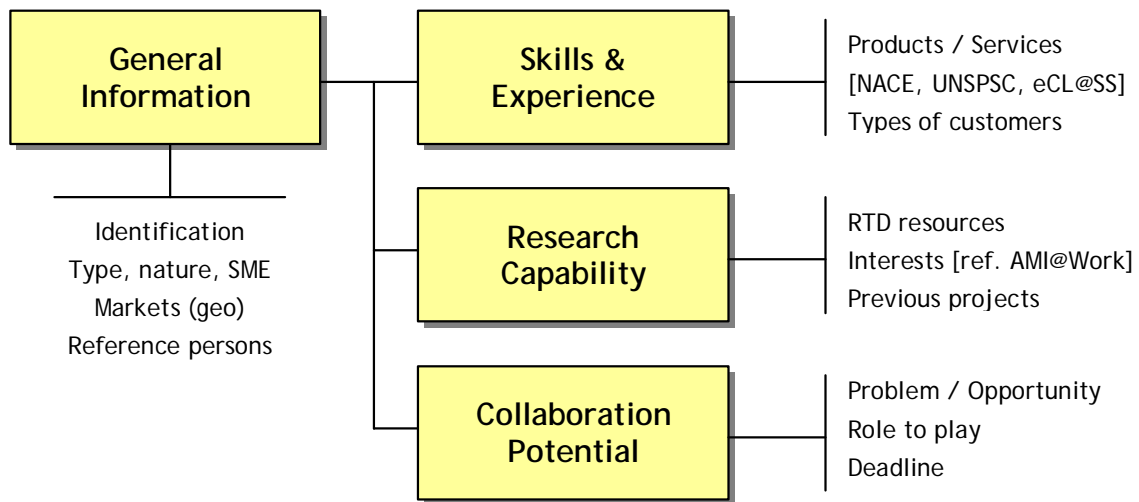 General
Information
Identification
Type, nature, SME
Markets (geo)
Reference persons
Skills &
Experience
Products / Services
[NACE, UNSPSC, eCL@SS]
Types of customers
Research
Capability
RTD resources
Interests [ref. AMI@Work]
Previous projects
Collaboration
Potential
Problem / Opportunity
Role to play
Deadline